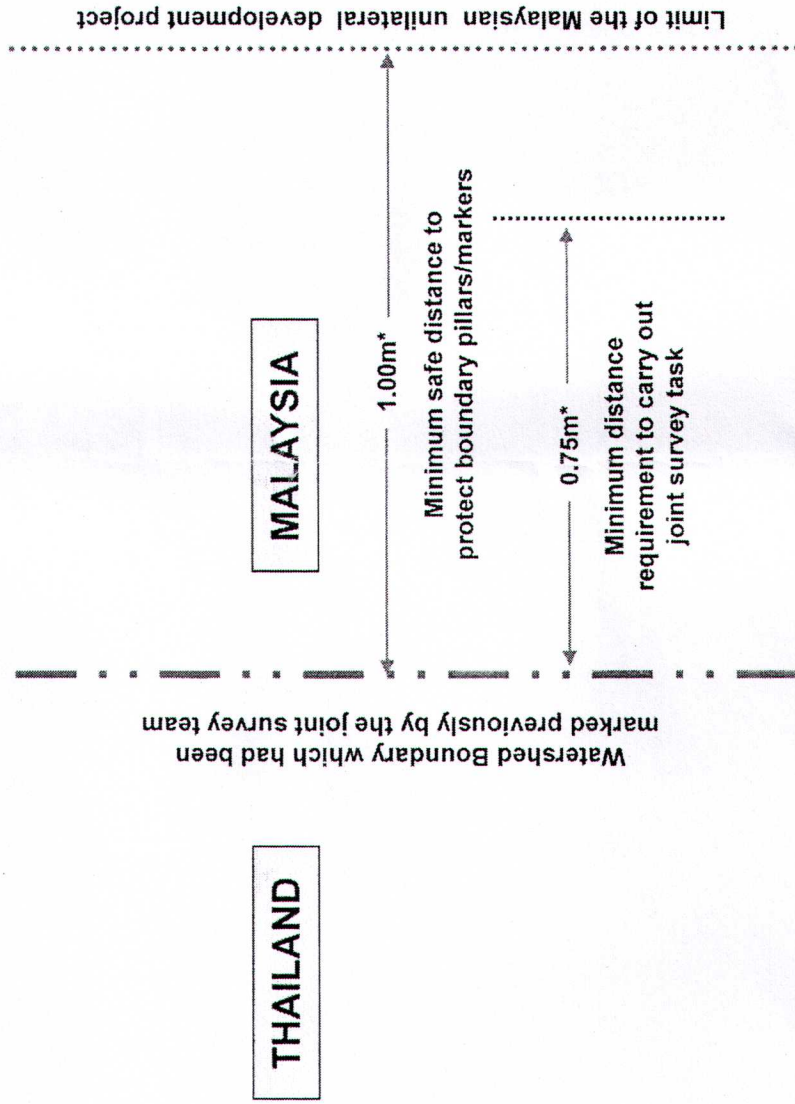 THAILAND
Watershed Boundary which had been
marked previously by the joint survey team
MALAYSIA
1.00m*
Minimum safe distance to
protect boundary pillars/markers
0.75m*
Minimum distance
requirement to carry out
joint survey task
Limit of the Malaysian unilateral development project